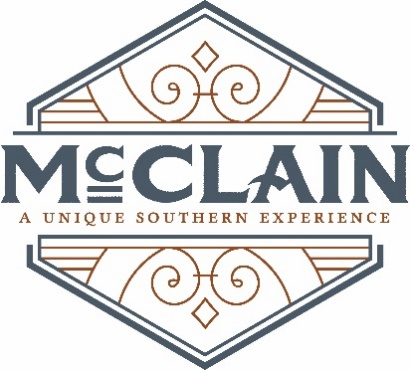 McCLAIN
A UNIQUE SOUTHERN EXPERIENCE